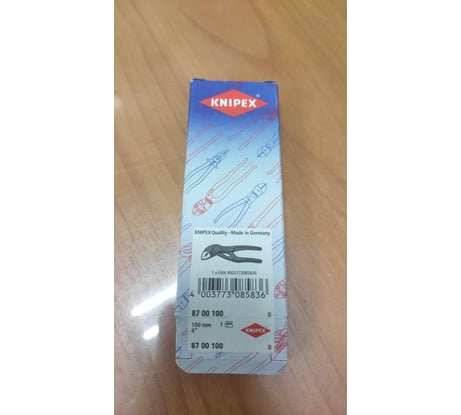 KNIPEX
KNIPEX Quality - Made in Germany
1 x EAN 4003773085836
4 003773 085836
87 00 100
100 mm 1
4"
KNIPEX
87 00 100